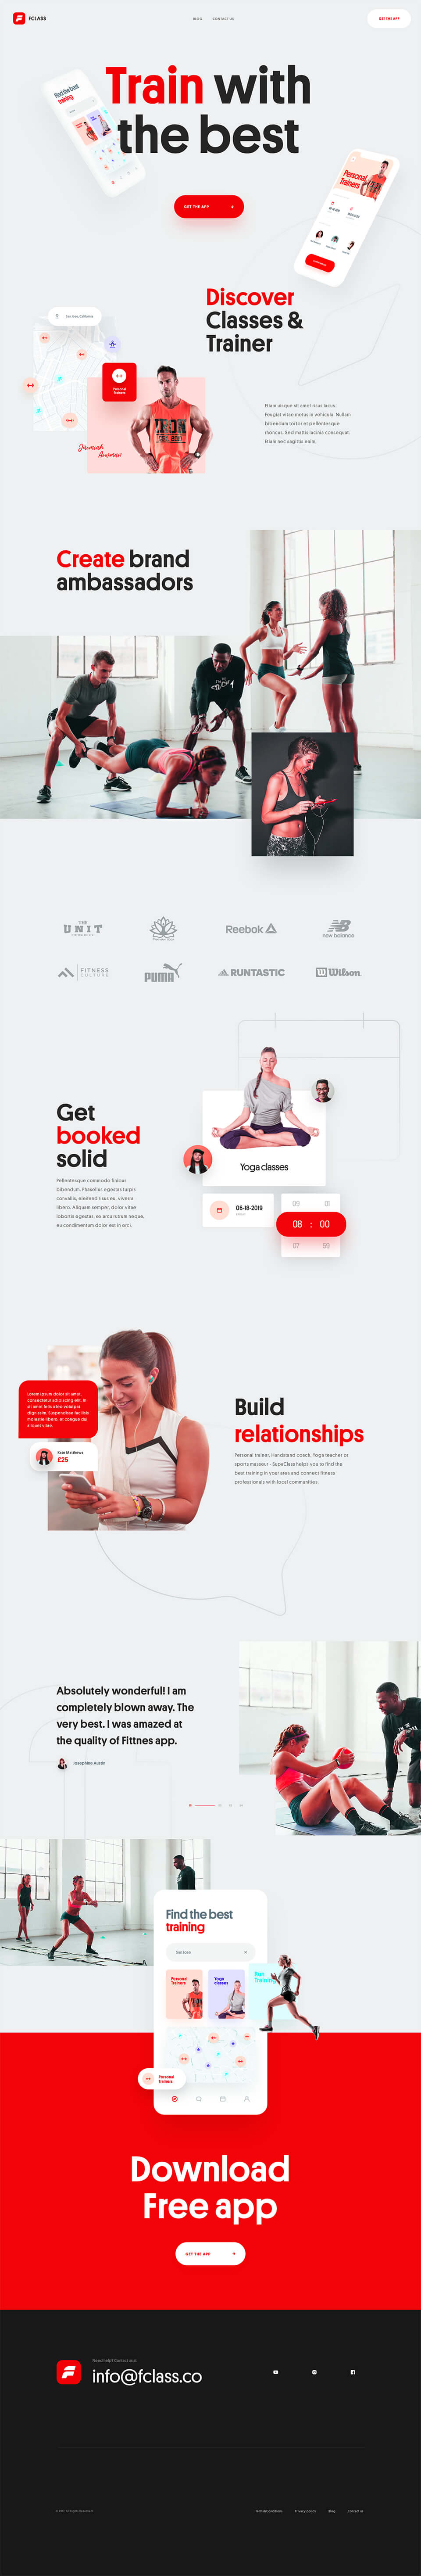 FCLASS
BLOG
CONTACT US
GET THE APP
Train with
the best
Find the best
training
Personal
Trainers
GET THE APP
Discover
Classes &
Trainer
Personal
Trainers
Jeremiah
Etiam uisque sit emet risus lacus.
Feugiat vitae metus in vehicula. Nullam
bibendum tortor et pellentesque
rhoncus. Sed mattis lacinia consequat.
Etiam nec sagittis enim.
Create brand
ambassadors
THE
UNIT
Reebok
new balance
FITNESS
CULTURE
PUMA
RUNTASTIC
Wilson
Get
booked
solid
Pellentesque commodo finibus
bibendum. Phasellus egestas turpis
convallis, eleifend risus eu, viverra
libero. Aliquam semper, dolor vitae
lobortis egestas, ex arcu rutrum neque,
eu condimentum dolor est in orci.
Yoga classes
06-18-2019
09 01
08 : 00
07 59
Lorem ipsum dolor sit amet,
consectetur adipiscing elit. In
sit amet felis a leo volutpat
dignissim. Suspendisse facilisis
molestie libero, et congue dui
aliquam vitae.
Kate Matthews
£25
Build
relationships
Personal trainer, Handstand coach, Yoga teacher or
sports masseur - SupaClass helps you to find the
best training in your area and connect fitness
professionals with local communities.
Absolutely wonderful! I am
completely blown away. The
very best. I was amazed at
the quality of Fittnes app.
Josephine Austin
Find the best
training
Personal
Trainers
Yoga
classes
Run
Training
Personal
Trainers
Download
Free app
GET THE APP
Need help? Contact us at
info@fclass.co
Terms&Conditions
Privacy policy
Blog
Contact us